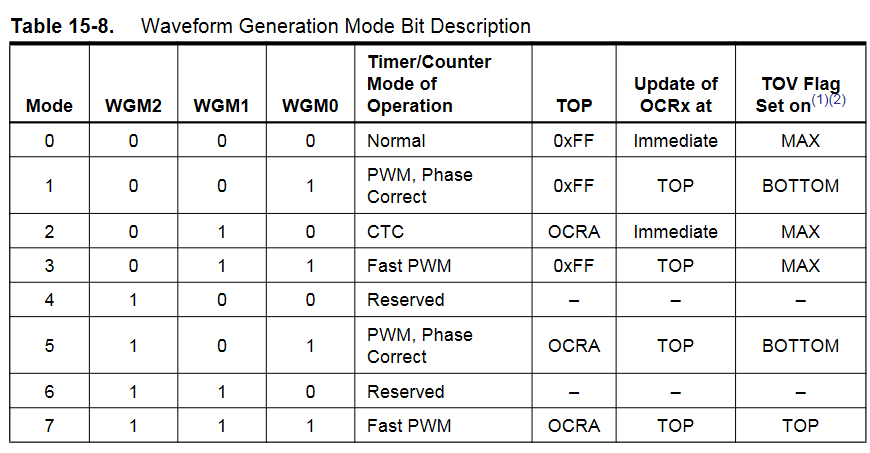 Table 15-8. Waveform Generation Mode Bit Description
Mode WGM2 WGM1 WGM0 Timer/Counter Mode of Operation TOP Update of OCRx at TOV Flag Set on(1)(2)
0 0 0 0 Normal 0xFF Immediate MAX
1 0 0 1 PWM, Phase Correct 0xFF TOP BOTTOM
2 0 1 0 CTC OCRA Immediate MAX
3 0 1 1 Fast PWM 0xFF TOP MAX
4 1 0 0 Reserved – – –
5 1 0 1 PWM, Phase Correct OCRA TOP BOTTOM
6 1 1 0 Reserved – – –
7 1 1 1 Fast PWM OCRA TOP TOP